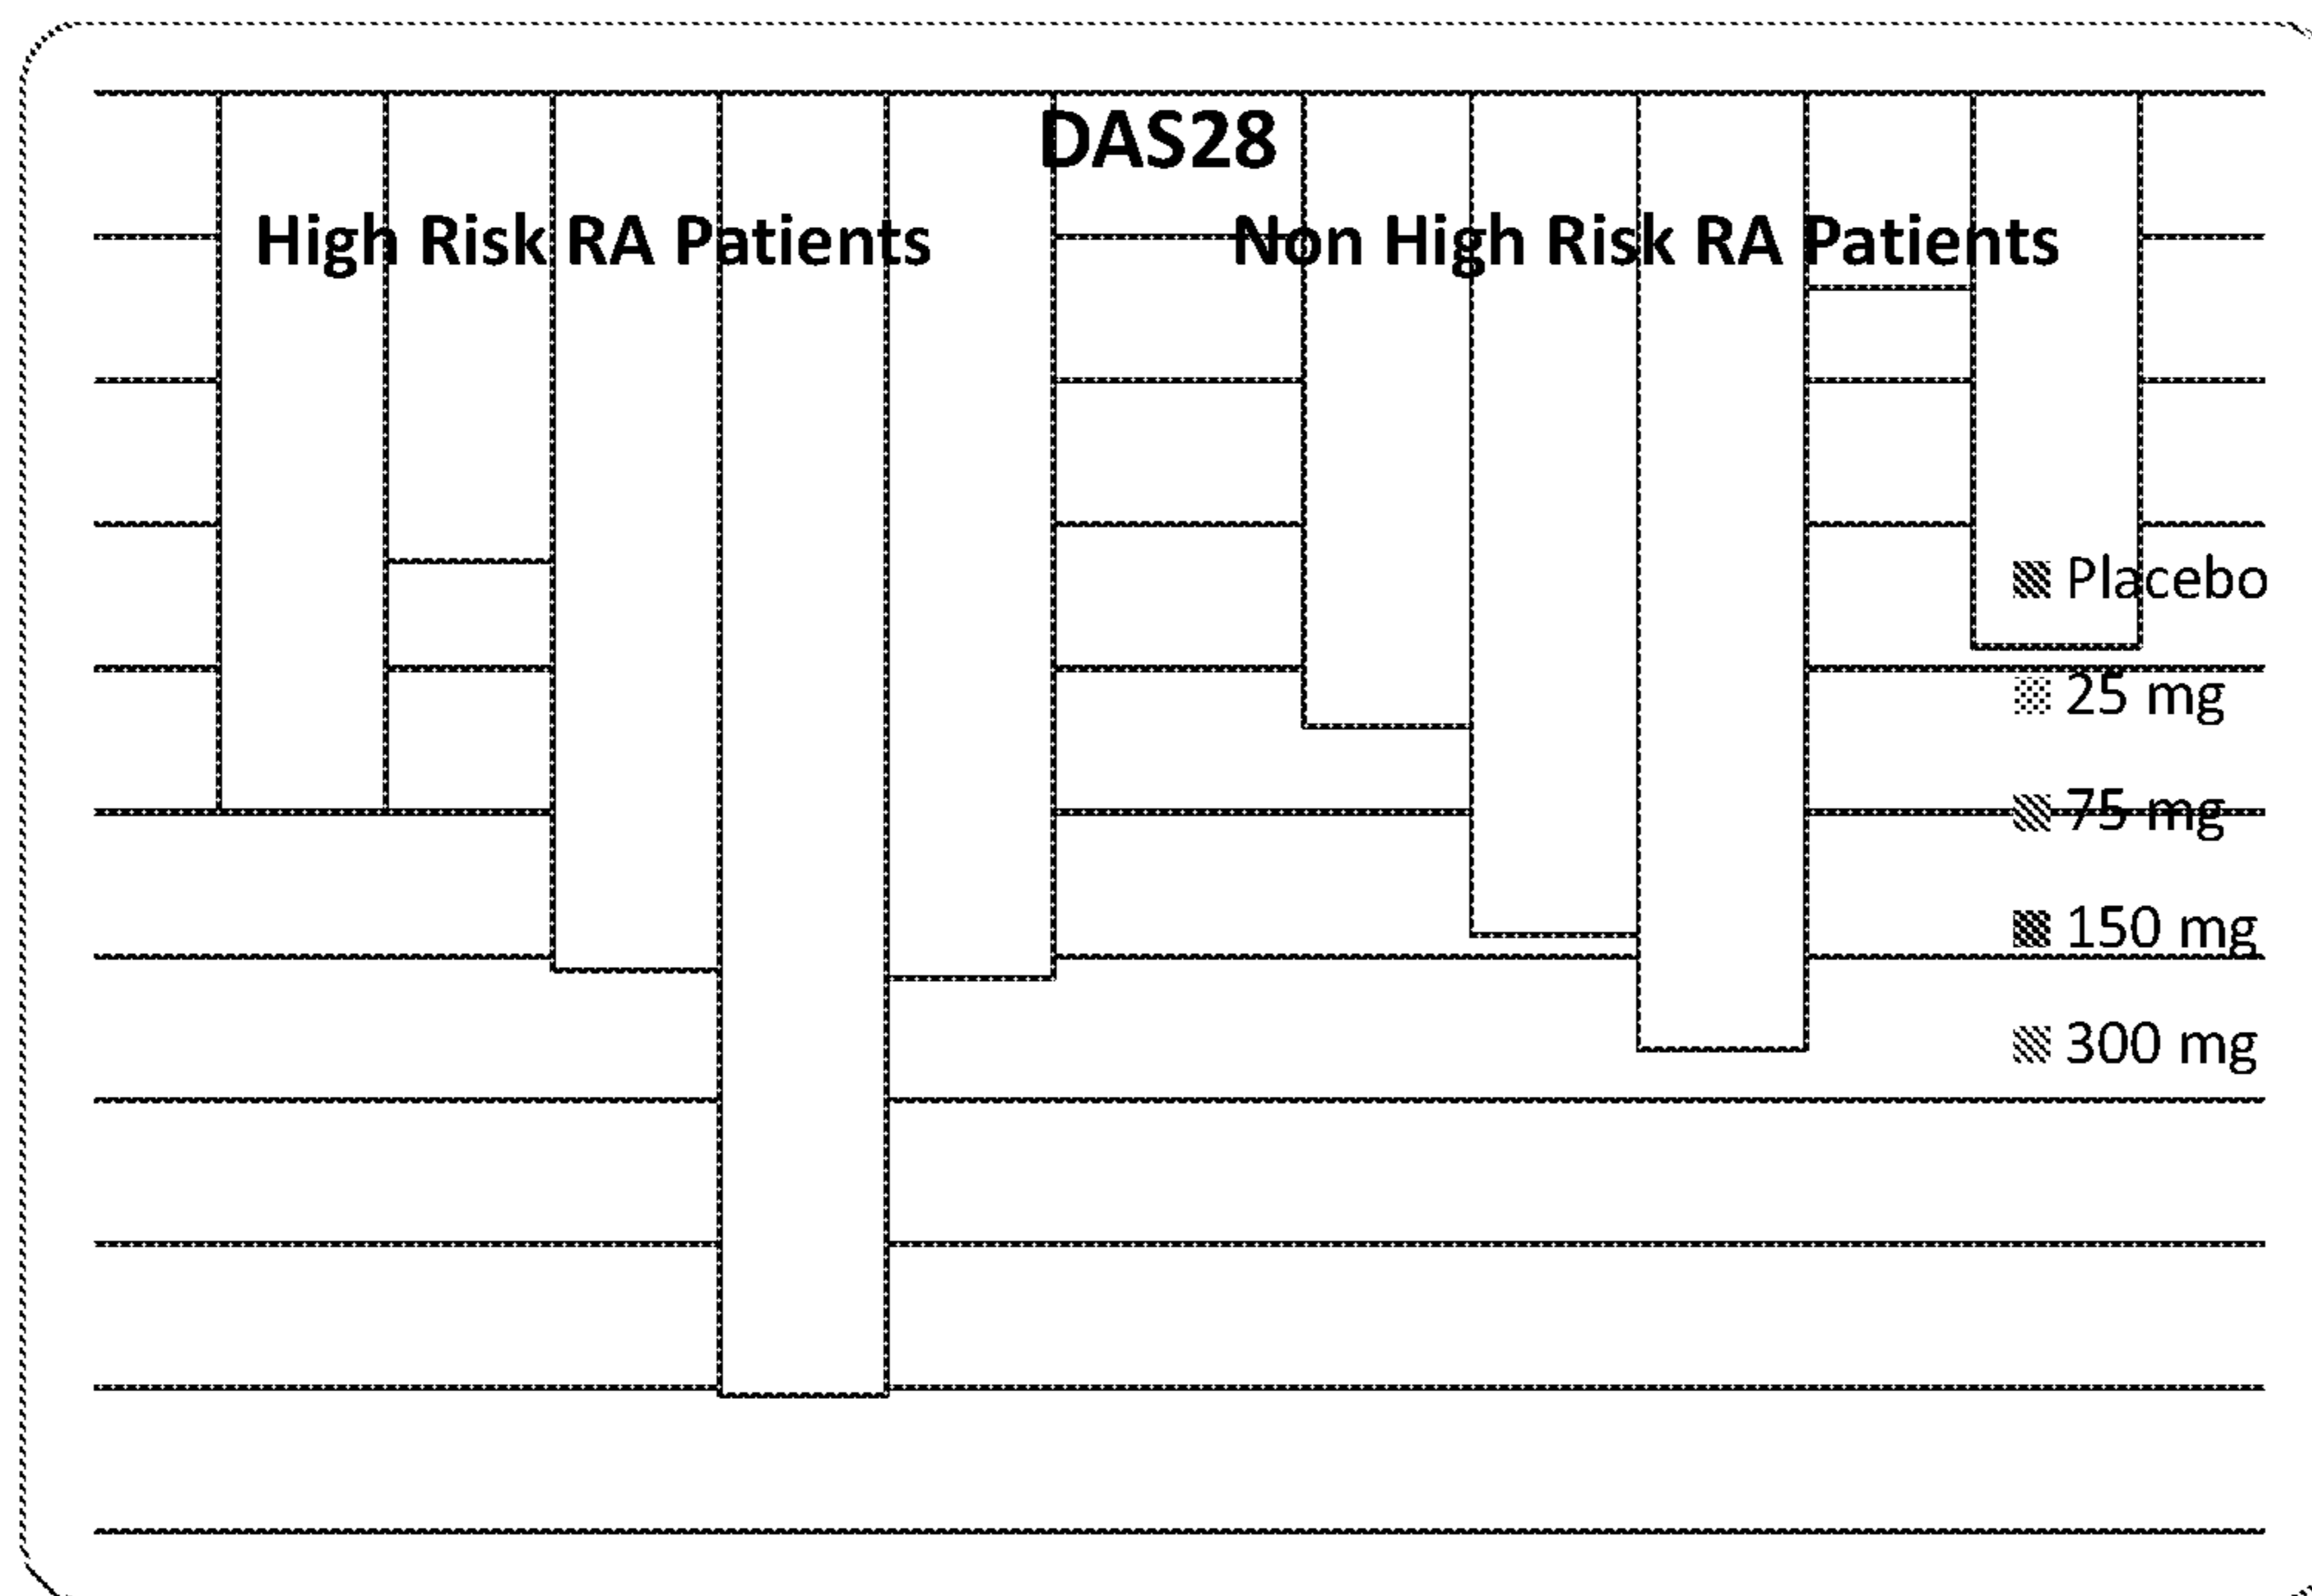 DAS28
High Risk RA Patients
Non High Risk RA Patients
Placebo
25 mg
75 mg
150 mg
300 mg